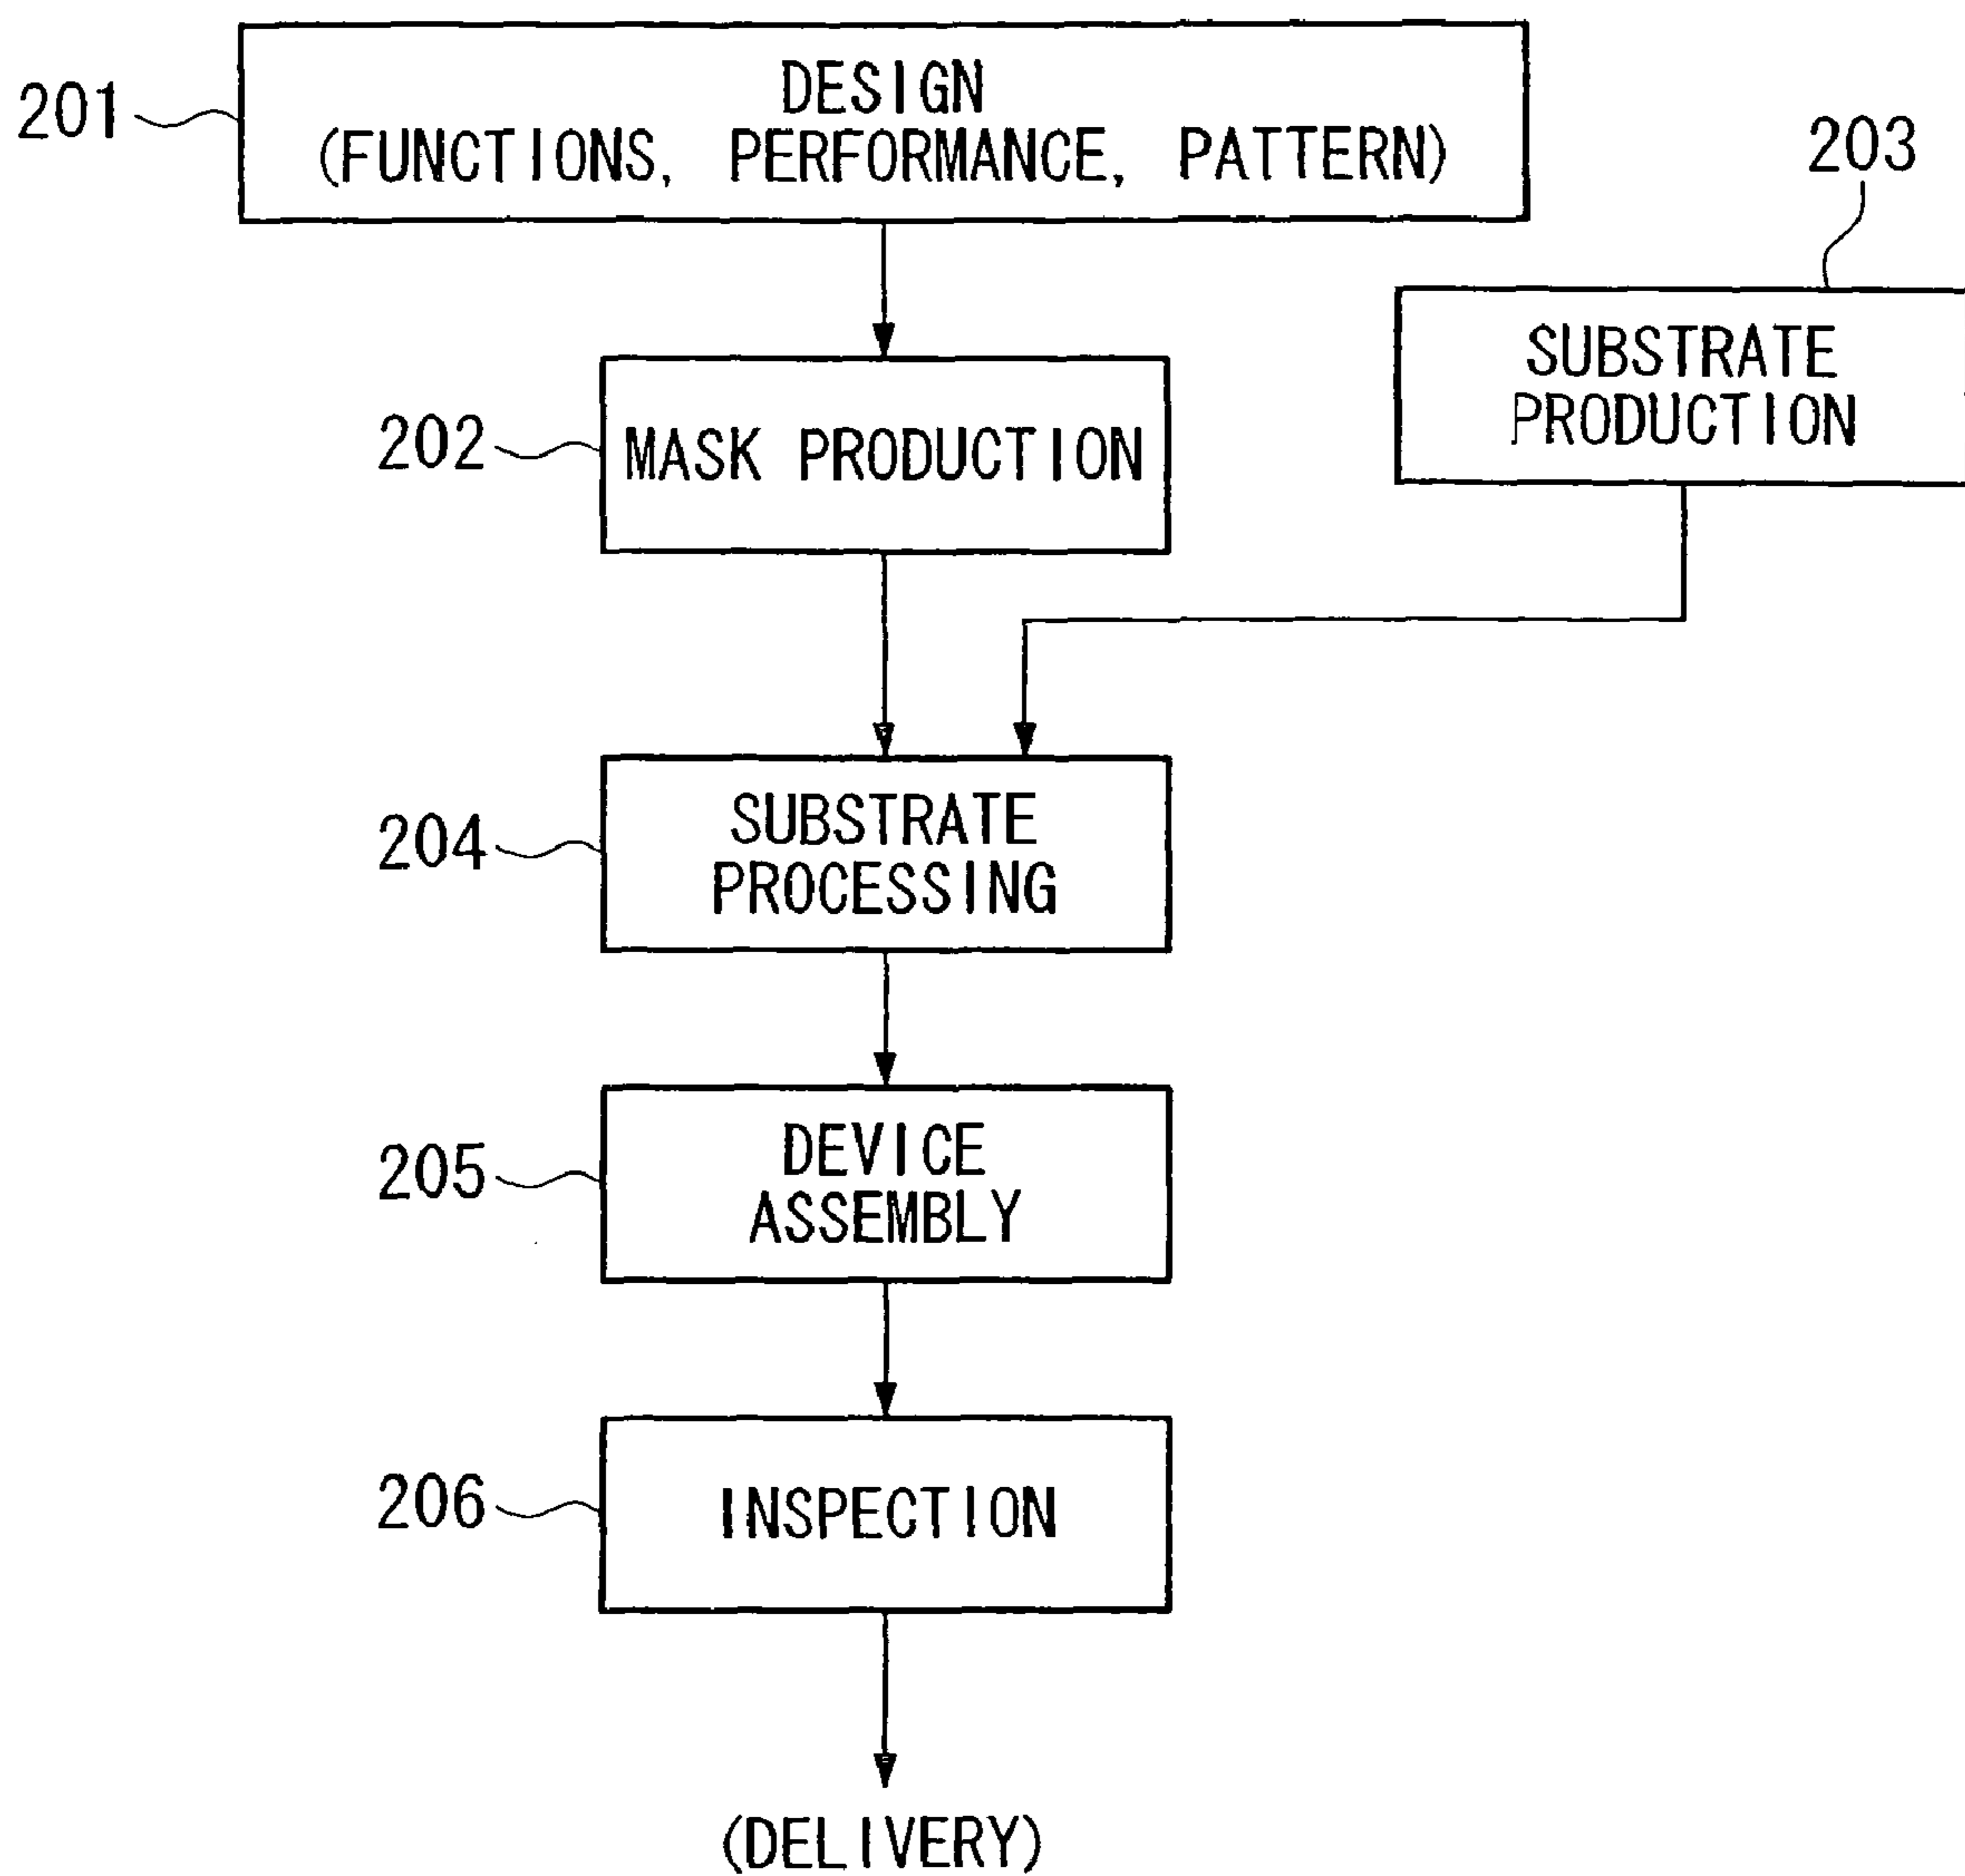 201
DESIGN
(FUNCTIONS, PERFORMANCE, PATTERN)
203
SUBSTRATE
PRODUCTION
202
MASK PRODUCTION
204
SUBSTRATE
PROCESSING
205
DEVICE
ASSEMBLY
206
INSPECTION
(DELIVERY)